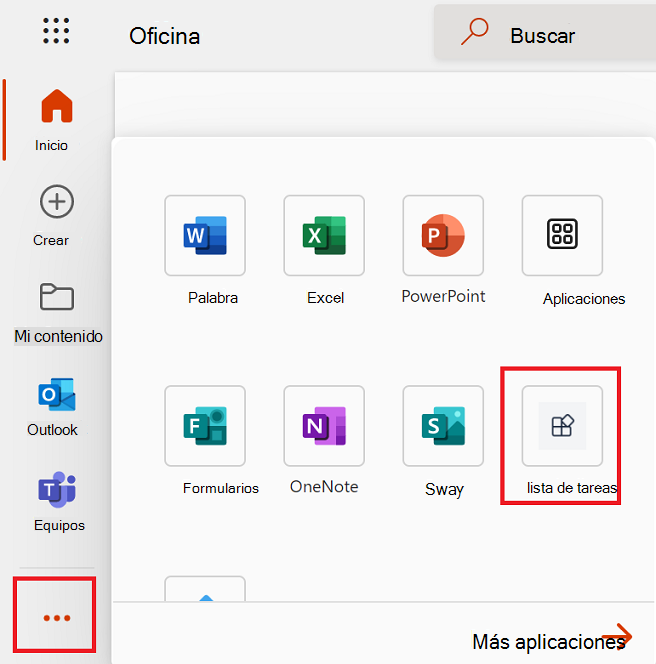 Oficina
Buscar
Inicio
Crear
Mi contenido
Outlook
Equipos
Palabra
Excel
PowerPoint
Aplicaciones
Formularios
OneNote
Sway
lista de tareas
Más aplicaciones